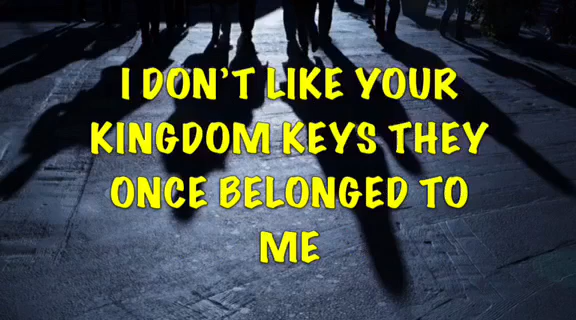 I DON’T LIKE YOUR
KINGDOM KEYS THEY
ONCE BELONGED TO
ME